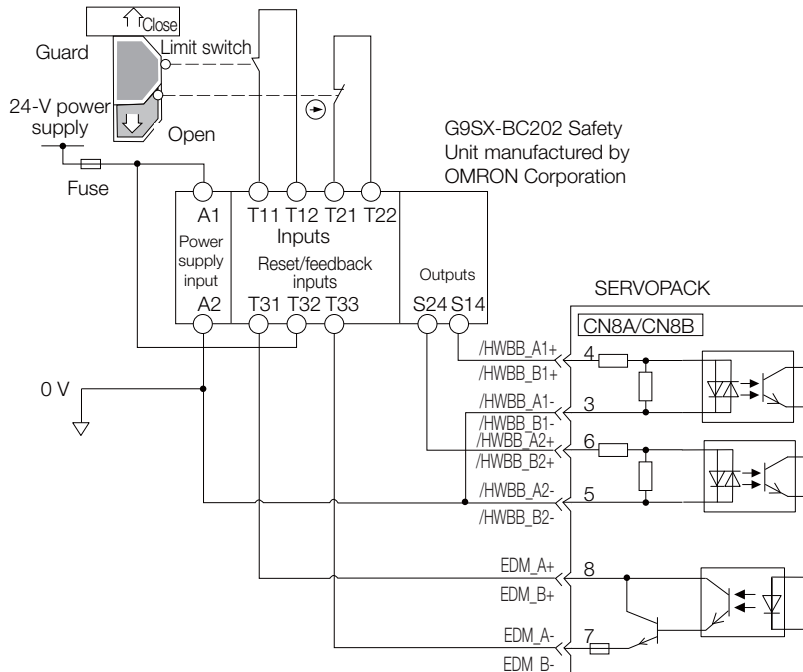 Close
Guard
Limit switch
24-V power
supply
Open
Fuse
G9SX-BC202 Safety
Unit manufactured by
OMRON Corporation
A1 T11 T12 T21 T22
Inputs
Power
supply
input
Reset/feedback
inputs
Outputs
A2 T31 T32 T33 S24 S14
SERVOPACK
CN8A/CN8B
/HWBB_A1+ 4
/HWBB_B1+
/HWBB_A1- 3
/HWBB_B1-
0 V
/HWBB_A2+ 6
/HWBB_B2+
/HWBB_A2- 5
/HWBB_B2-
EDM_A+ 8
EDM_B+
EDM_A- 7
EDM_B-